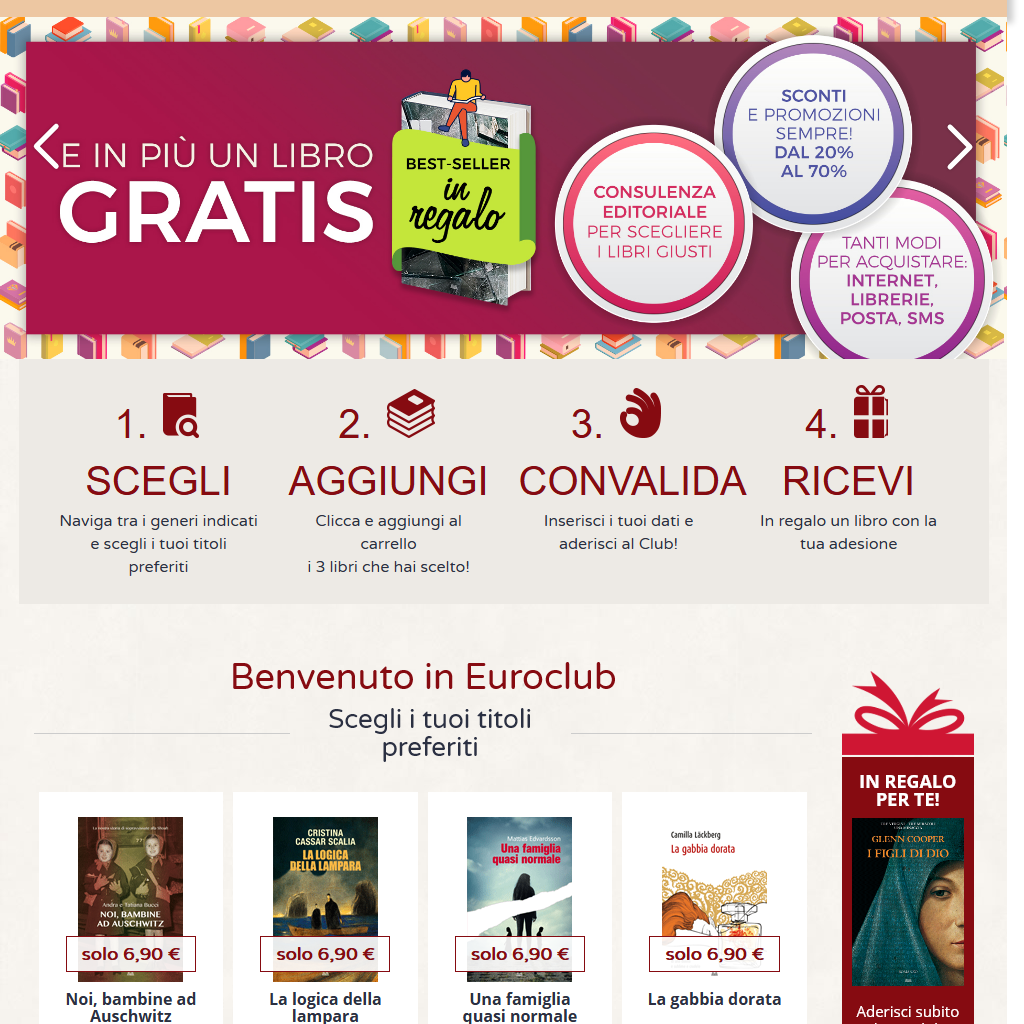 E IN PIÙ UN LIBRO
GRATIS
BEST-SELLER
in
regalo
CONSULENZA
EDITORIALE
PER SCEGLIERE
I LIBRI GIUSTI
SCONTI
E PROMOZIONI
SEMPRE!
DAL 20%
AL 70%
TANTI MODI
PER ACQUISTARE:
INTERNET,
LIBRERIE,
POSTA, SMS
1.
SCEGLI
Naviga tra i generi indicati
e scegli i tuoi titoli
preferiti
2.
AGGIUNGI
Clicca e aggiungi al
carrello
i 3 libri che hai scelto!
3.
CONVALIDA
Inserisci i tuoi dati e
aderisci al Club!
4.
RICEVI
In regalo un libro con la
tua adesione
Benvenuto in Euroclub
Scegli i tuoi titoli
preferiti
Andra e Tatiana Bucci
NOI, BAMBINE
AD AUSCHWITZ
solo 6,90 €
Noi, bambine ad
Auschwitz
CRISTINA
CASSAR SCALIA
LA LOGICA
DELLA LAMPARA
solo 6,90 €
La logica della
lampara
Mattias Edvardsson
Una famiglia
quasi normale
solo 6,90 €
Una famiglia
quasi normale
Camilla Läckberg
La gabbia dorata
solo 6,90 €
La gabbia dorata
IN REGALO
PER TE!
GLENN COOPER
I FIGLI DI DIO
Aderisci subito